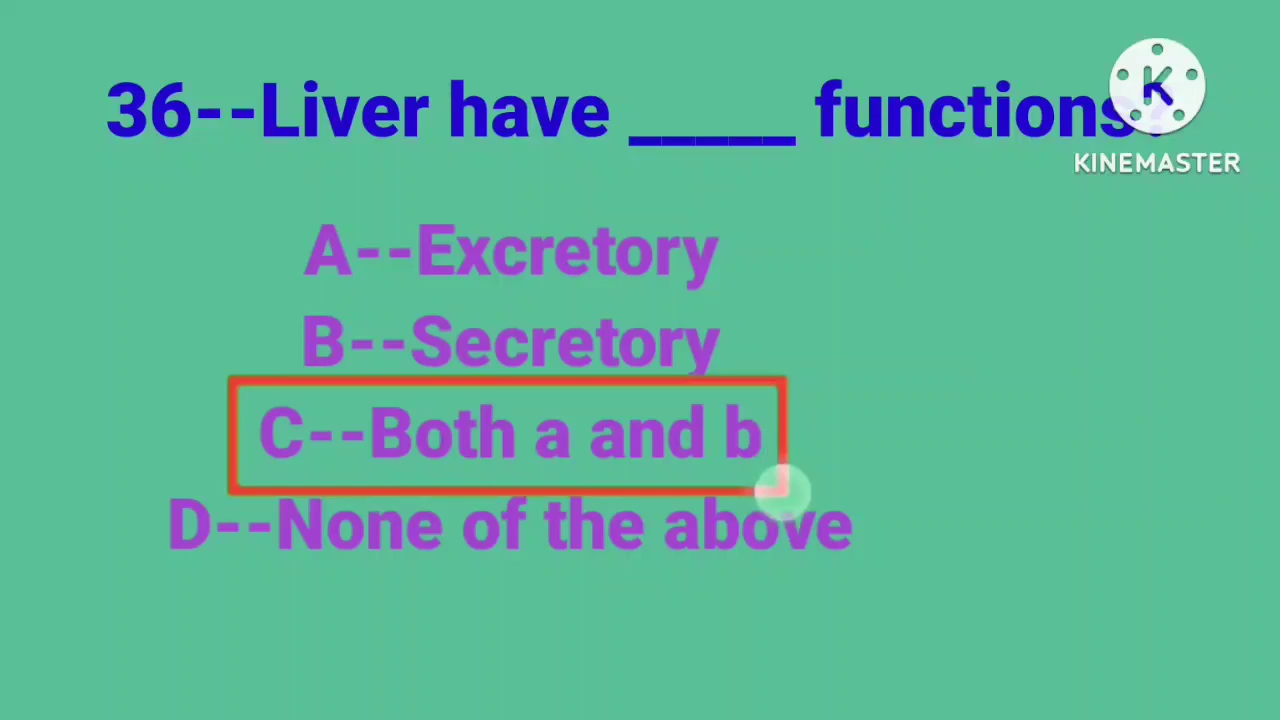 36--Liver have _____ functions?
K
KINEMASTER
A--Excretory
B--Secretory
C--Both a and b
D--None of the above